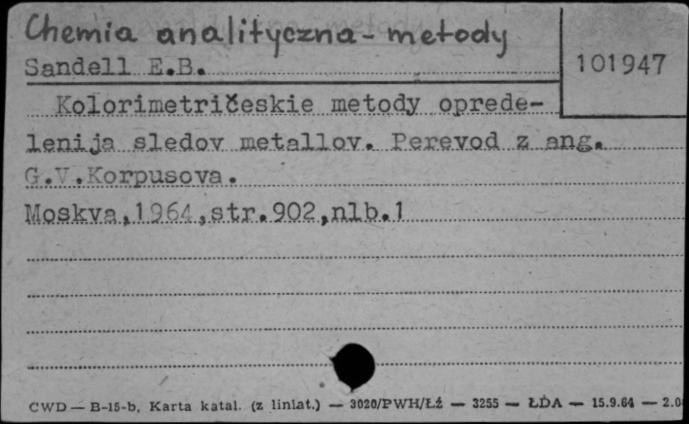 Chemia analityczna - metody
Sandell E.B.
101947
Kolorimetričeskie metody oprede-
lenija sledov metallov. Perevod z ang.
G.V.Korpusova.
Moskva,1964,str.902,nlb.1
CWD — B-15-b, Karta katal. (z liniat.) — 3020/PWH/Łź — 3255 — ŁDA — 15.9.64 — 2.0